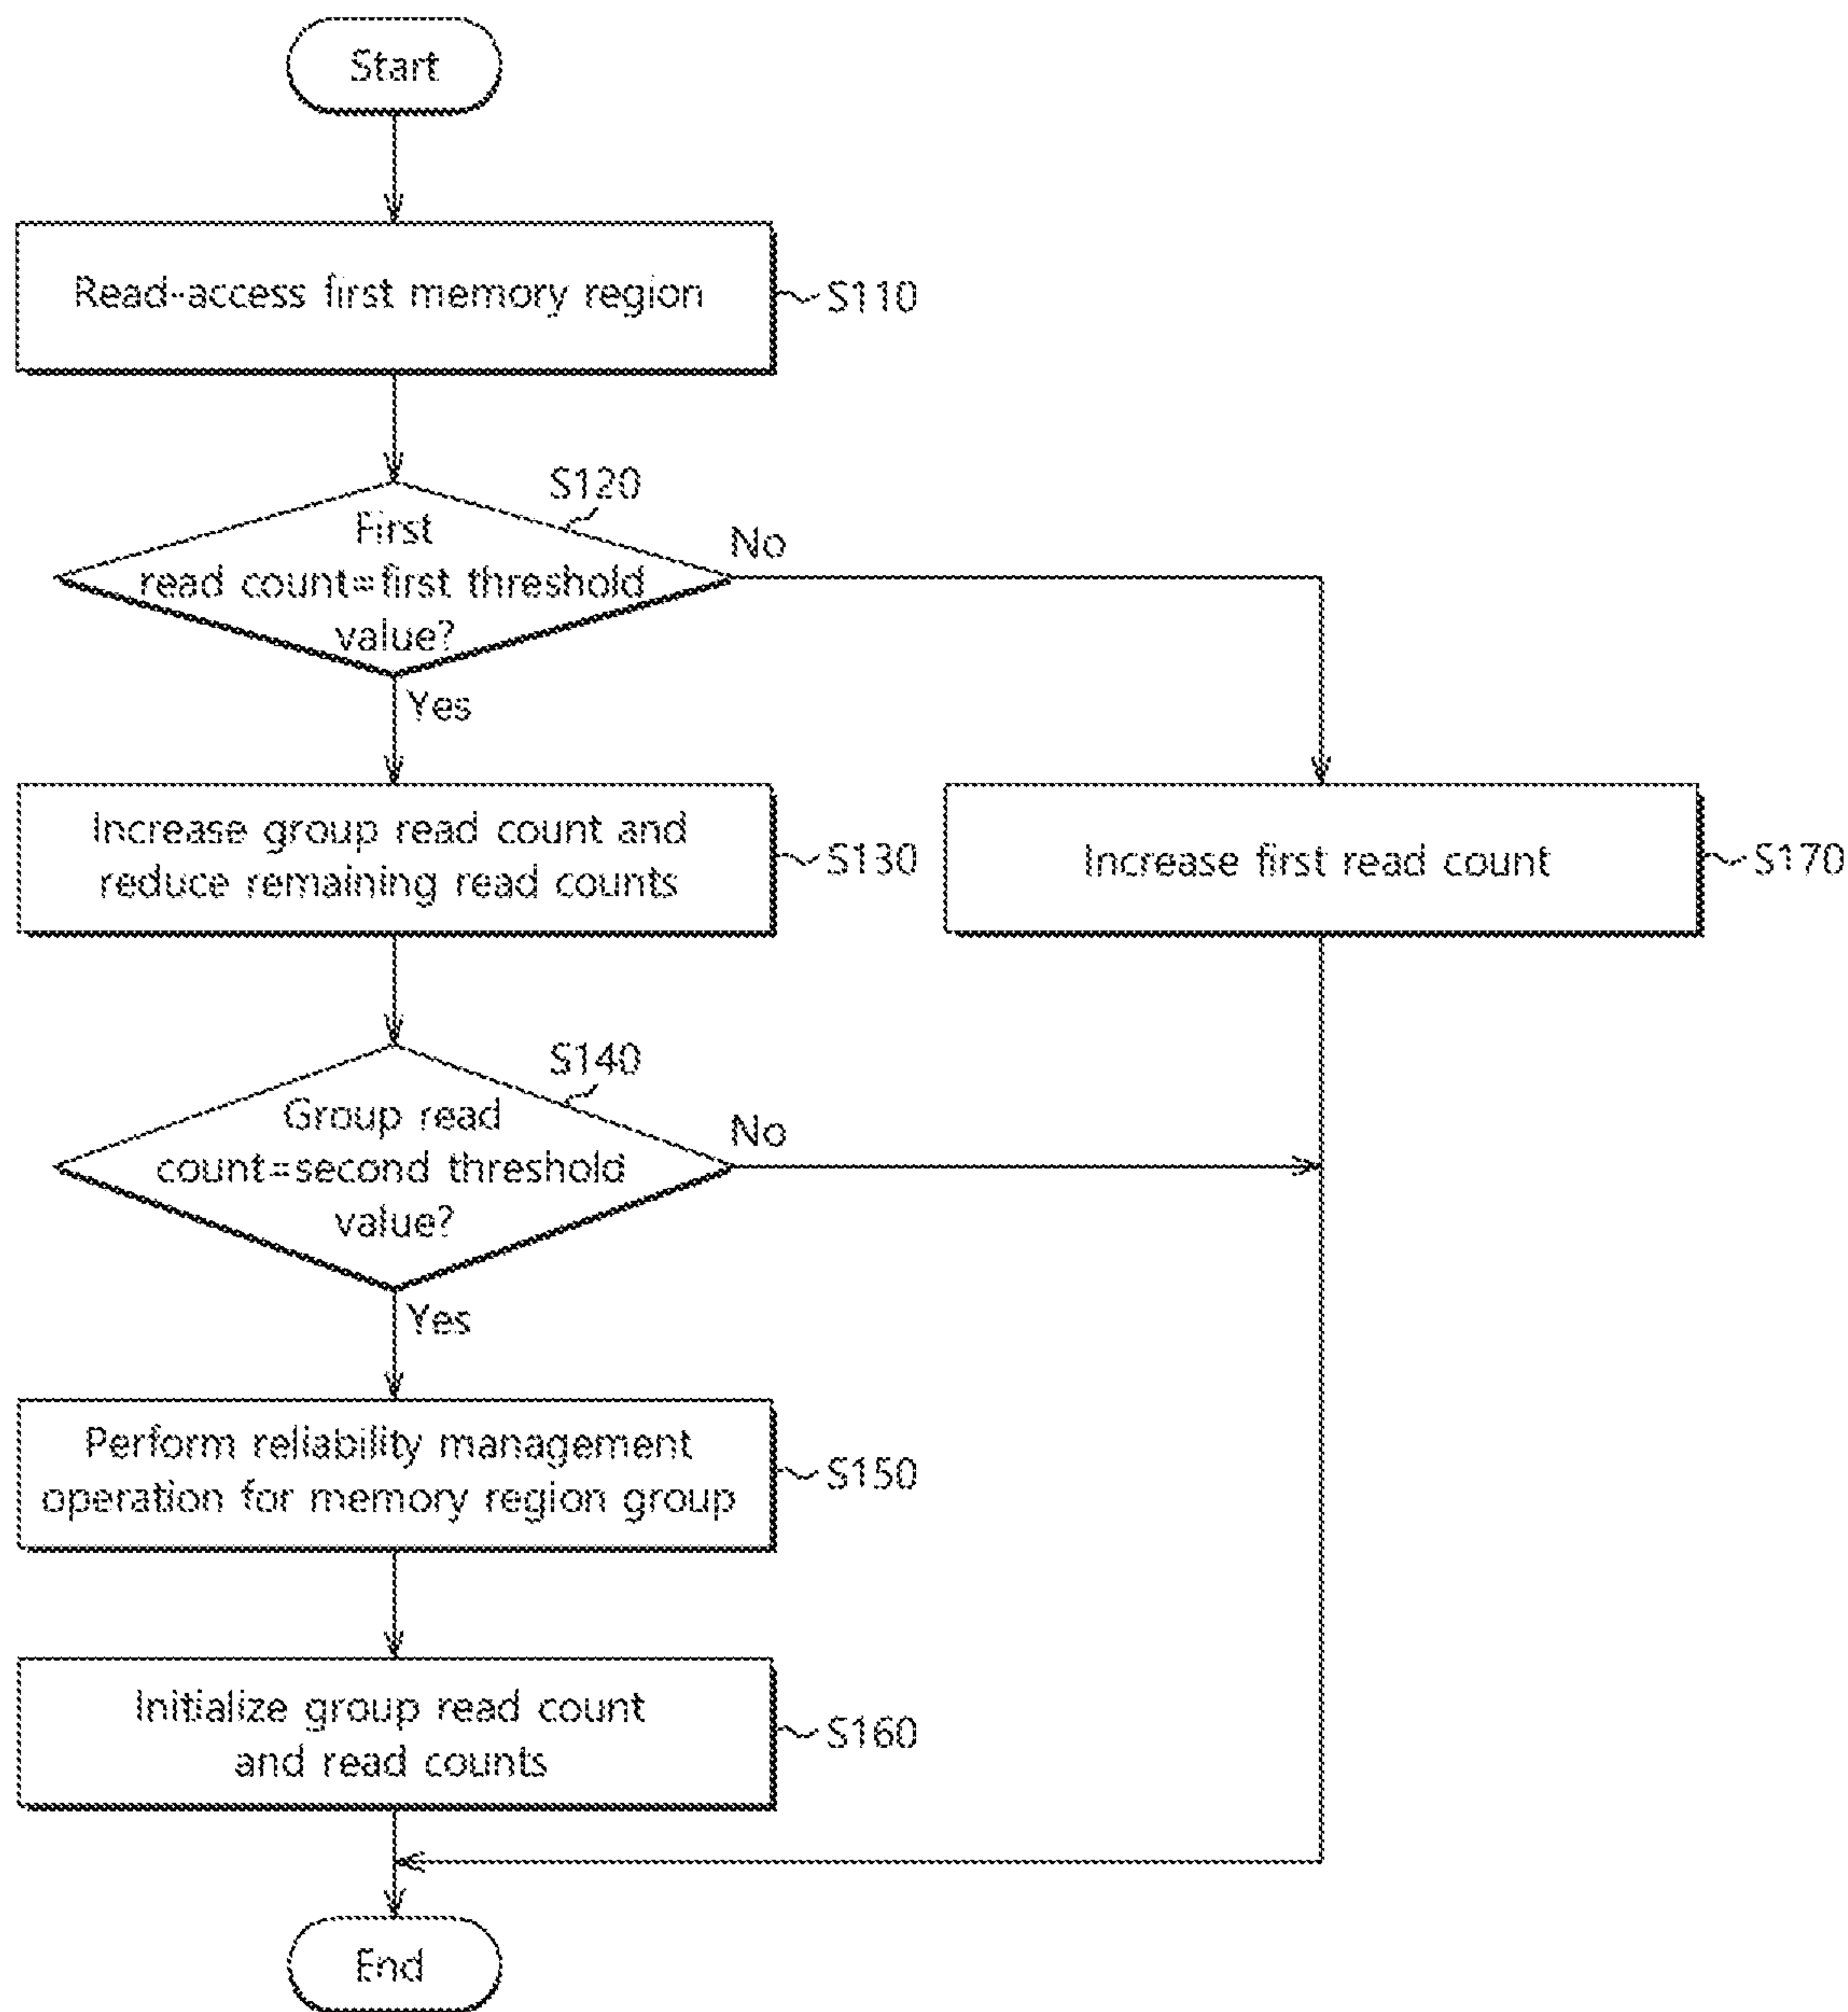 Start
Read-access first memory region
S110
S120
First
read count=first threshold
value?
No
Yes
Increase group read count and
reduce remaining read counts
S130
Increase first read count
S170
S140
Group read
count=second threshold
value?
No
Yes
Perform reliability management
operation for memory region group
S150
Initialize group read count
and read counts
S160
End